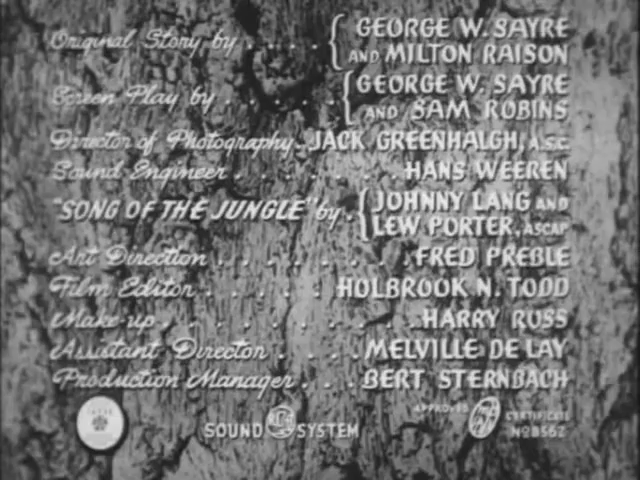 Original Story by . . . . { GEORGE W. SAYRE
AND MILTON RAISON
Screen Play by . . . . . { GEORGE W. SAYRE
AND SAM ROBINS
Director of Photography . . JACK GREENHALGH, A.S.C.
Sound Engineer . . . . . . . HANS WEEREN
"SONG OF THE JUNGLE" by . { JOHNNY LANG AND
LEW PORTER, ASCAP
Art Direction . . . . . . . . FRED PREBLE
Film Editor . . . . . HOLBROOK N. TODD
Make-up . . . . . . . . . . HARRY ROSS
Assistant Director . . . . MELVILLE DE LAY
Production Manager . . . BERT STERNBACH
SOUND SYSTEM
APPROVED
CERTIFICATE
No 8562